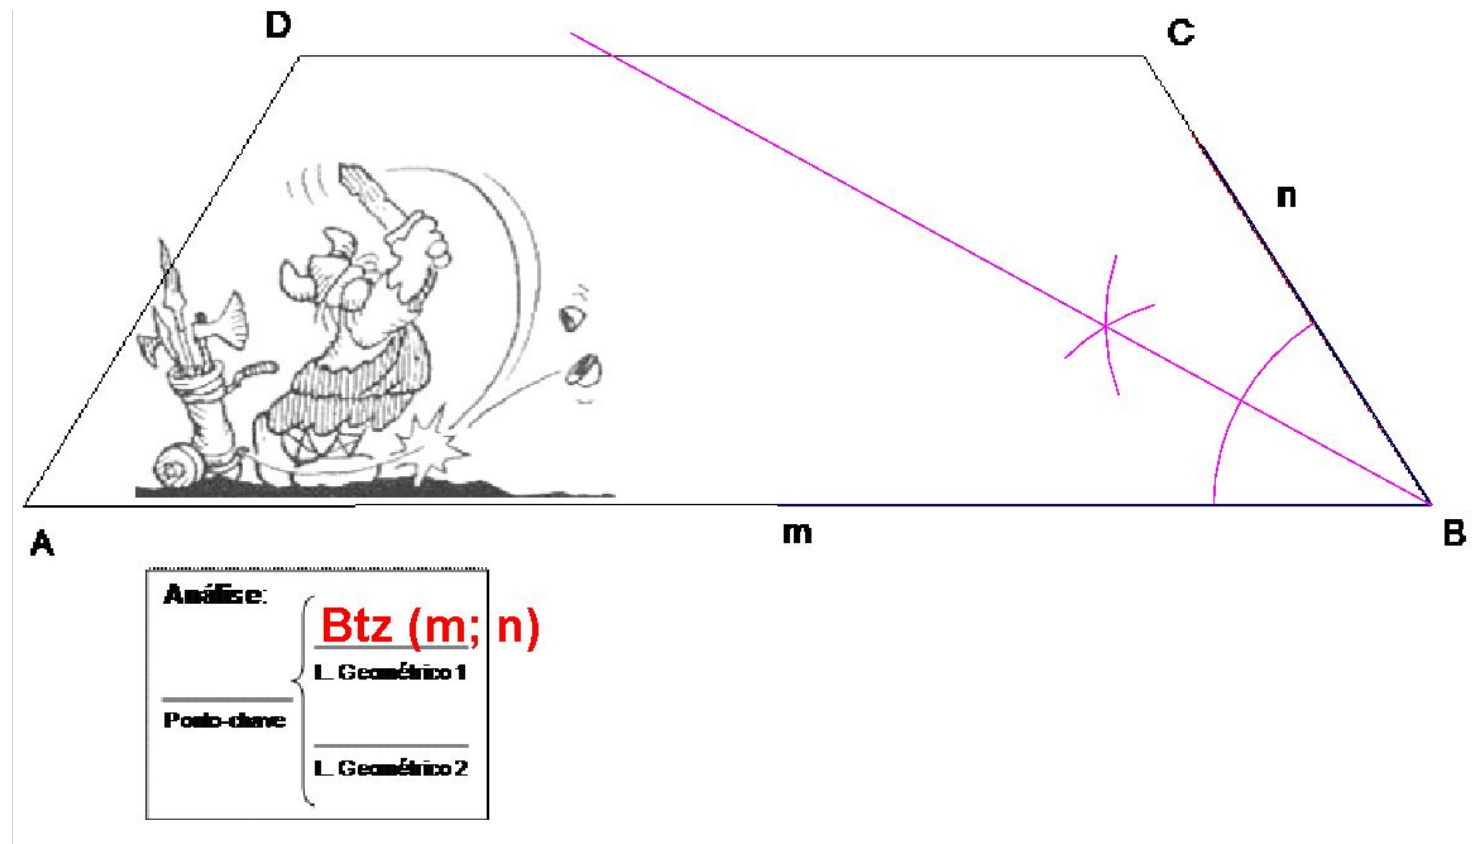 D
C
n
A
m
B
Análise:
Btz (m; n)
L. Geométrico 1
Ponto-chave
L. Geométrico 2